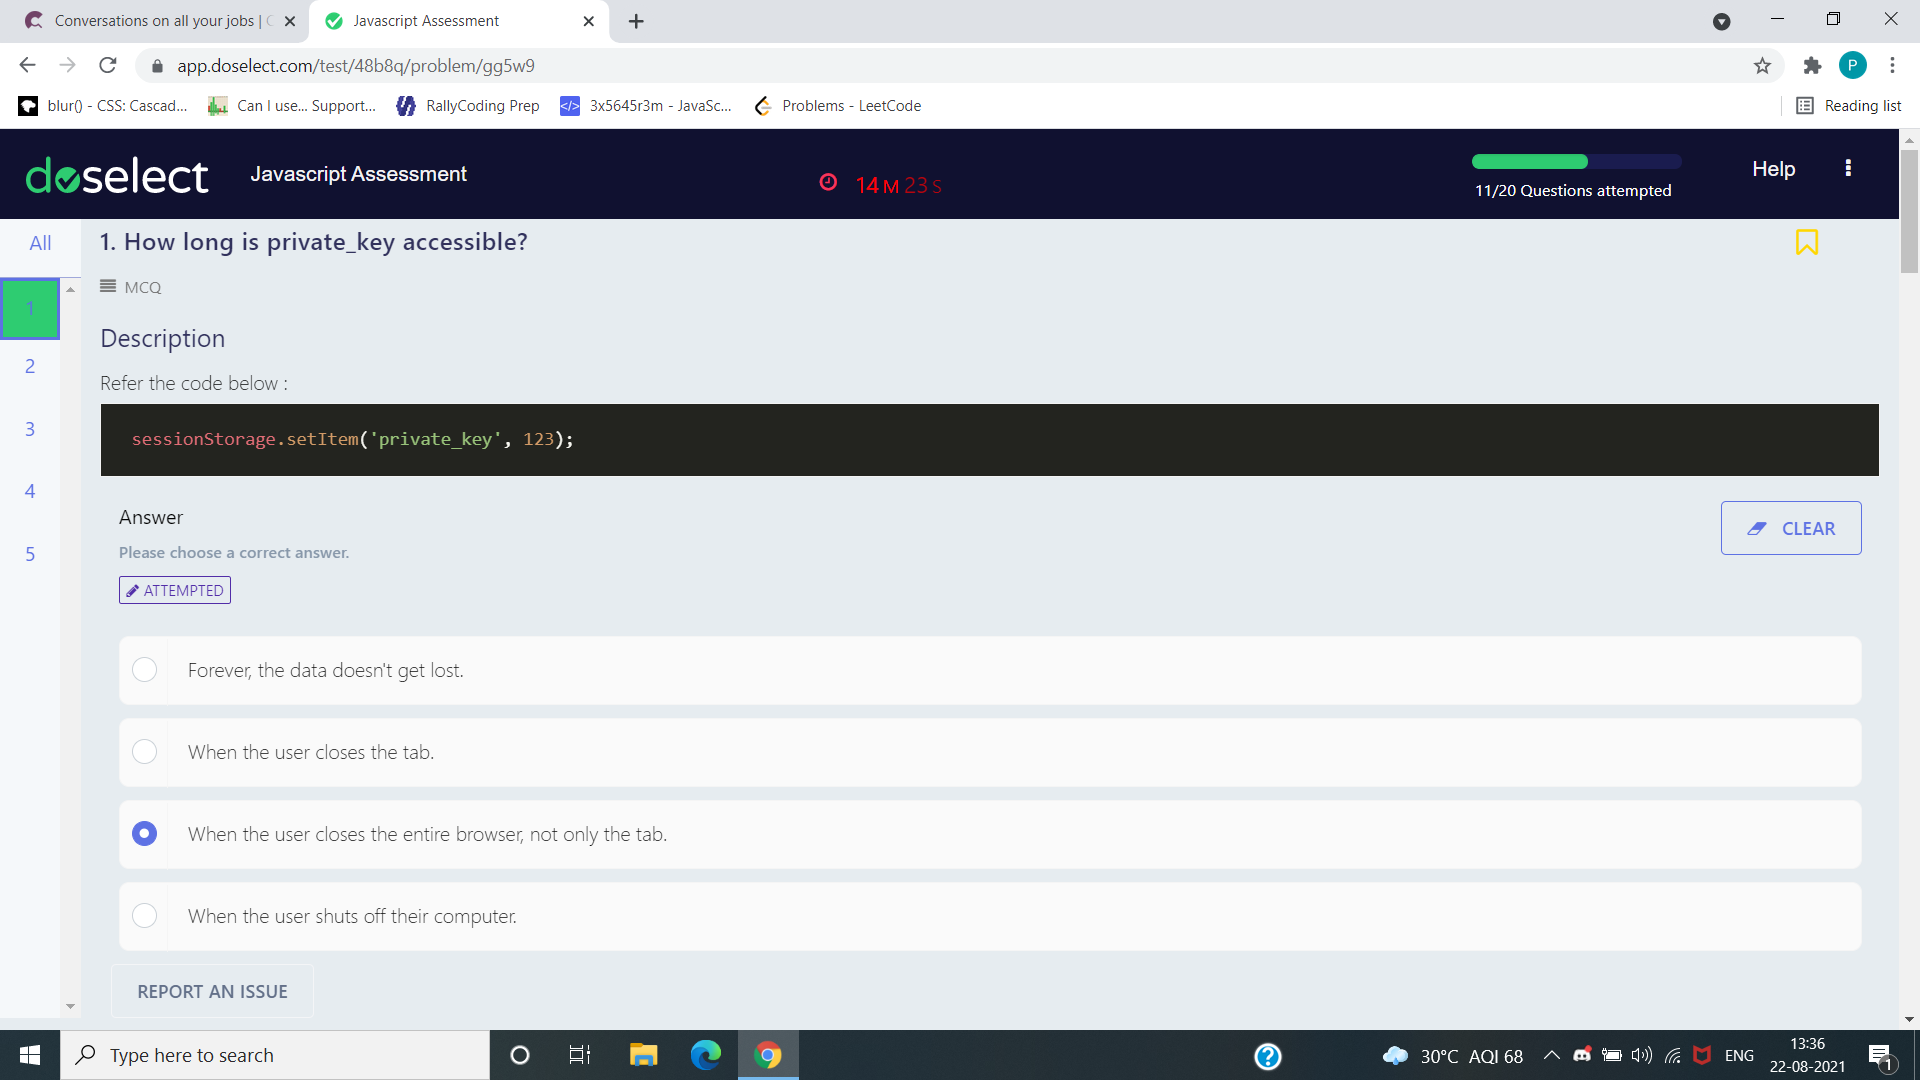 Conversations on all your jobs |
Javascript Assessment
app.doselect.com/test/48b8q/problem/gg5w9
P
blur() - CSS: Cascad...
Can I use... Support...
RallyCoding Prep
3x5645r3m - JavaSc...
Problems - LeetCode
Reading list
doselect
Javascript Assessment
14 M 23 S
11/20 Questions attempted
Help
All
1. How long is private_key accessible?
MCQ
1
2
3
4
5
Description
Refer the code below :
sessionStorage.setItem('private_key', 123);
Answer
CLEAR
Please choose a correct answer.
ATTEMPTED
Forever, the data doesn't get lost.
When the user closes the tab.
When the user closes the entire browser, not only the tab.
When the user shuts off their computer.
REPORT AN ISSUE
Type here to search
30°C AQI 68
ENG
13:36
22-08-2021
1